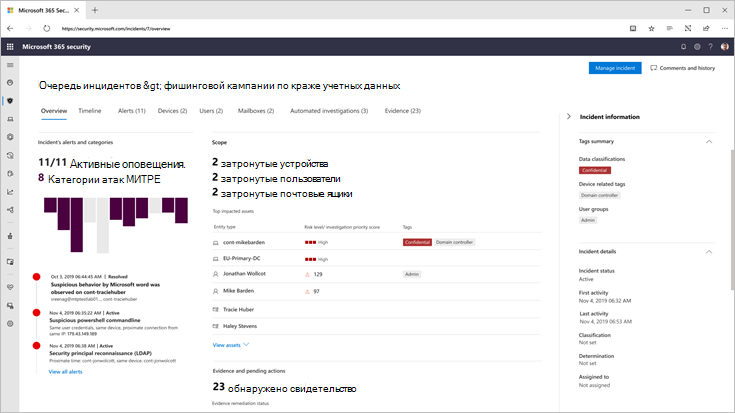 Microsoft 365 Sec...
https://security.microsoft.com/incidents/7/overview
Microsoft 365 security
Manage incident
Comments and history
Очередь инцидентов &gt; фишинговой кампании по краже учетных данных
Overview
Timeline
Alerts (11)
Devices (2)
Users (2)
Mailboxes (2)
Automated investigations (3)
Evidence (23)
Incident's alerts and categories
11/11 Активные оповещения.
8 Категории атак МИТРЕ
Oct 3, 2019 06:44:45 AM | Resolved
Suspicious behavior by Microsoft word was
observed on cont-traciehuber
Nov 4, 2019 06:35:22 AM | Active
Suspicious powershell commandline
Same user credentials, same device, proximate connection from
same IP: 179.43.149.189
Nov 4, 2019 06:39 AM | Active
Security principal reconnaissance (LDAP)
Proximate time: cont-jonwolcott, same device: cont-jonwolcott
View all alerts
Scope
2 затронутые устройства
2 затронутые пользователи
2 затронутые почтовые ящики
Top impacted assets
Entity type
Risk level/ investigation priority score
Tags
cont-mikebarden
High
Confidential
Domain controller
EU-Primary-DC
High
Jonathan Wollcot
129
Admin
Mike Barden
97
Tracie Huber
Haley Stevens
View assets
Evidence and pending actions
23 обнаружено свидетельство
Evidence remediation status
Incident information
Tags summary
Data classifications
Confidential
Device related tags
Domain controller
User groups
Admin
Incident details
Incident status
Active
First activity
Nov 4, 2019 06:32 AM
Last activity
Nov 4, 2019 06:53 AM
Classification
Not set
Determination
Not set
Assigned to
Not assigned